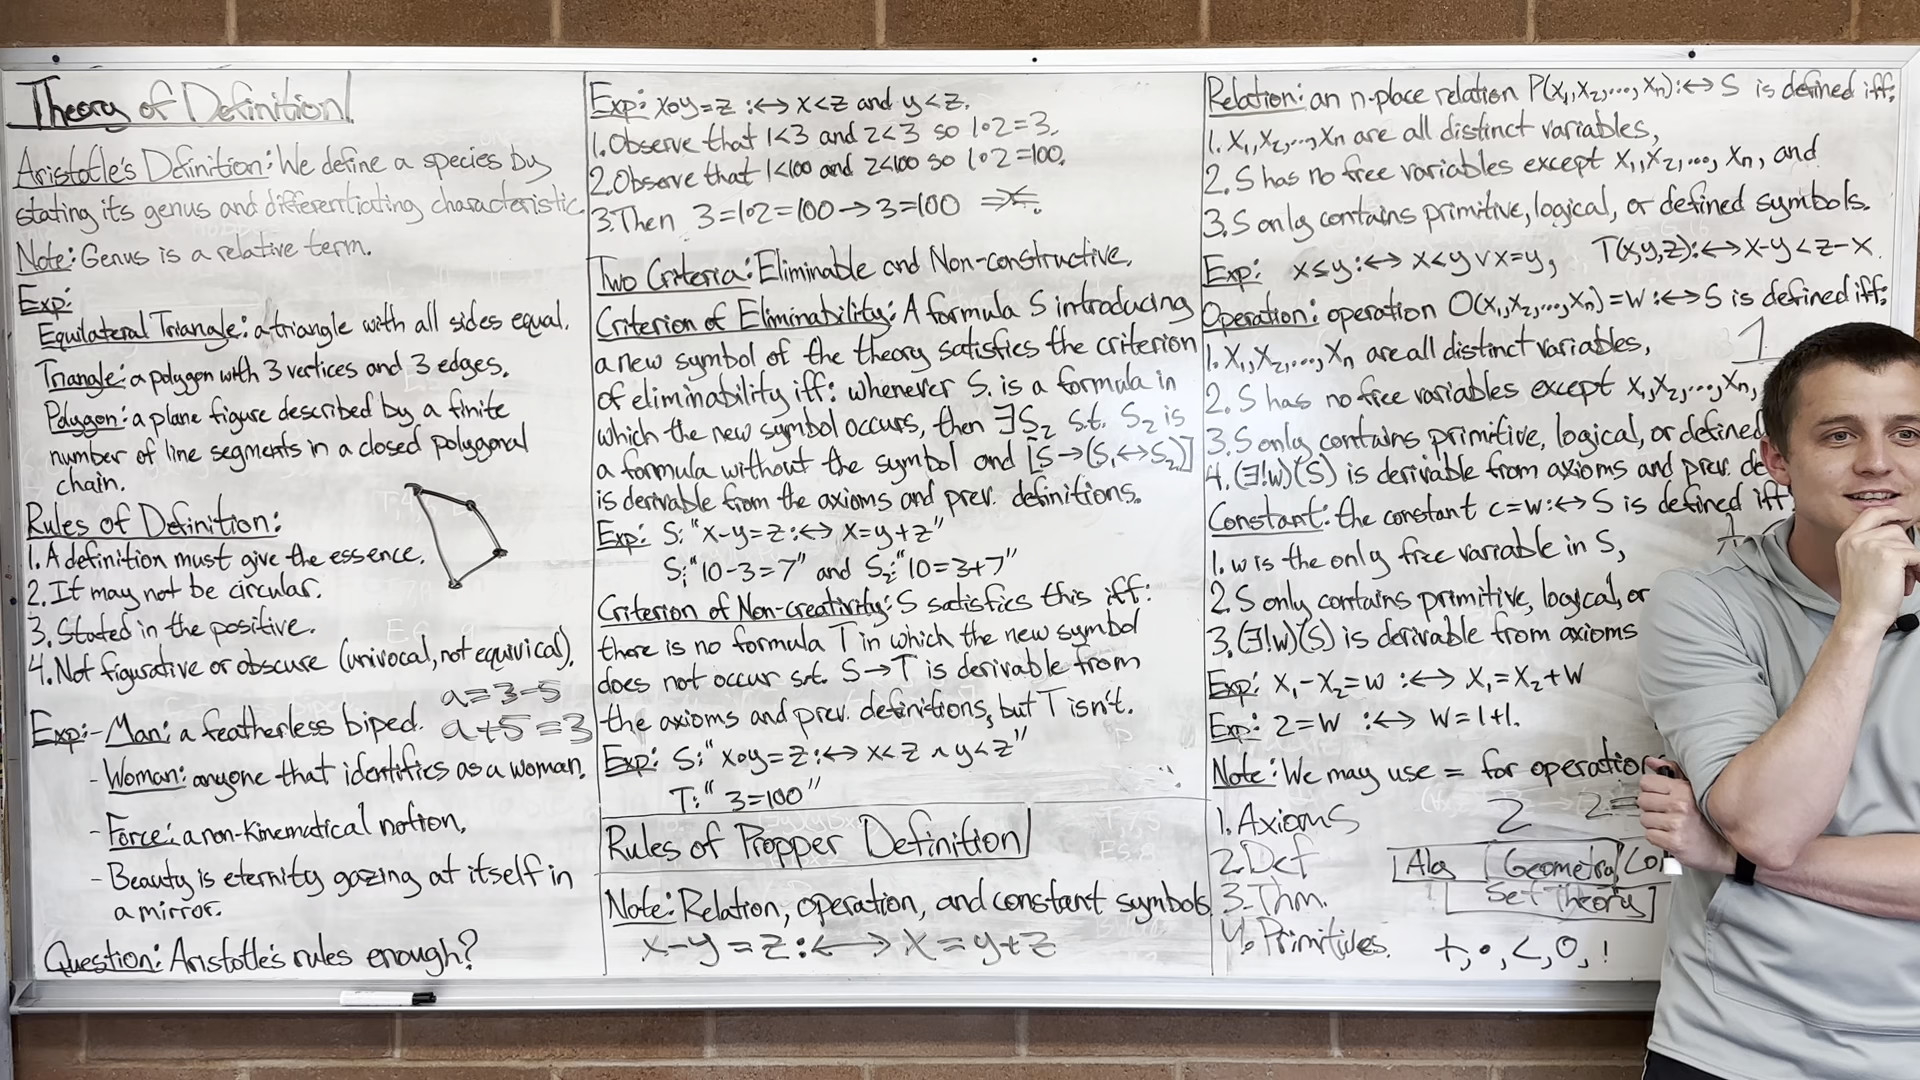 Theory of Definition
Aristotle's Definition: We define a species by
stating its genus and differentiating characteristic.
Note: Genus is a relative term.
Exp:
Equilateral Triangle: a triangle with all sides equal.
Triangle: a polygon with 3 vertices and 3 edges.
Polygon: a plane figure described by a finite
number of line segments in a closed polygonal
chain.
Rules of Definition:
1. A definition must give the essence.
2. It may not be circular.
3. Stated in the positive.
4. Not figurative or obscure (univocal, not equivical).
a=3-5
a+5=3
Exp: - Man: a featherless biped.
- Woman: anyone that identifies as a woman.
- Force: a non-kinematical notion.
- Beauty is eternity gazing at itself in
a mirror.
Question: Aristotle's rules enough?
Exp: x∘y=z :↔ x<z and y<z.
1. Observe that 1<3 and 2<3 so 1∘2=3.
2. Observe that 1<100 and 2<100 so 1∘2=100.
3. Then 3=1∘2=100→3=100
Two Criteria: Eliminable and Non-constructive.
Criterion of Eliminability: A formula S introducing
a new symbol of the theory satisfies the criterion
of eliminability iff: whenever S₁ is a formula in
which the new symbol occurs, then ∃S₂ s.t. S₂ is
a formula without the symbol and [S→(S₁↔S₂)]
is derivable from the axioms and prev. definitions.
Exp: S: "x-y=z:↔ x=y+z"
S₁: "10-3=7" and S₂: "10=3+7"
Criterion of Non-creativity: S satisfies this iff:
there is no formula T in which the new symbol
does not occur s.t. S→T is derivable from
the axioms and prev. definitions, but T isn't.
Exp: S: "x∘y=z:↔ x<z ∧ y<z"
T: "3=100"
Rules of Propper Definition
Note: Relation, operation, and constant symbols
x-y=z:↔ x=y+z
Relation: an n-place relation P(x₁,x₂,...,xₙ):↔ S is defined iff:
1. x₁,x₂,...,xₙ are all distinct variables,
2. S has no free variables except x₁,x₂,...,xₙ, and
3. S only contains primitive, logical, or defined symbols.
Exp: x≤y:↔ x<y ∨ x=y, T(x,y,z):↔ x-y<z-x.
Operation: operation O(x₁,x₂,...,xₙ)=w:↔ S is defined iff:
1
1. x₁,x₂,...,xₙ are all distinct variables,
2. S has no free variables except x₁,x₂,...,xₙ,
3. S only contains primitive, logical, or defined
4. (∃!w)(S) is derivable from axioms and prev. de
Constant: the constant c=w:↔ S is defined iff:
1. w is the only free variable in S,
2. S only contains primitive, logical, or
3. (∃!w)(S) is derivable from axioms
Exp: x₁-x₂=w :↔ x₁=x₂+w
Exp: 2=w :↔ w=1+1.
Note: We may use = for operation
1. Axioms
2 2=
2. Def
Alg Geometry Co
3. Thm.
Set Theory
4. Primitives. +, ∘, <, 0, 1